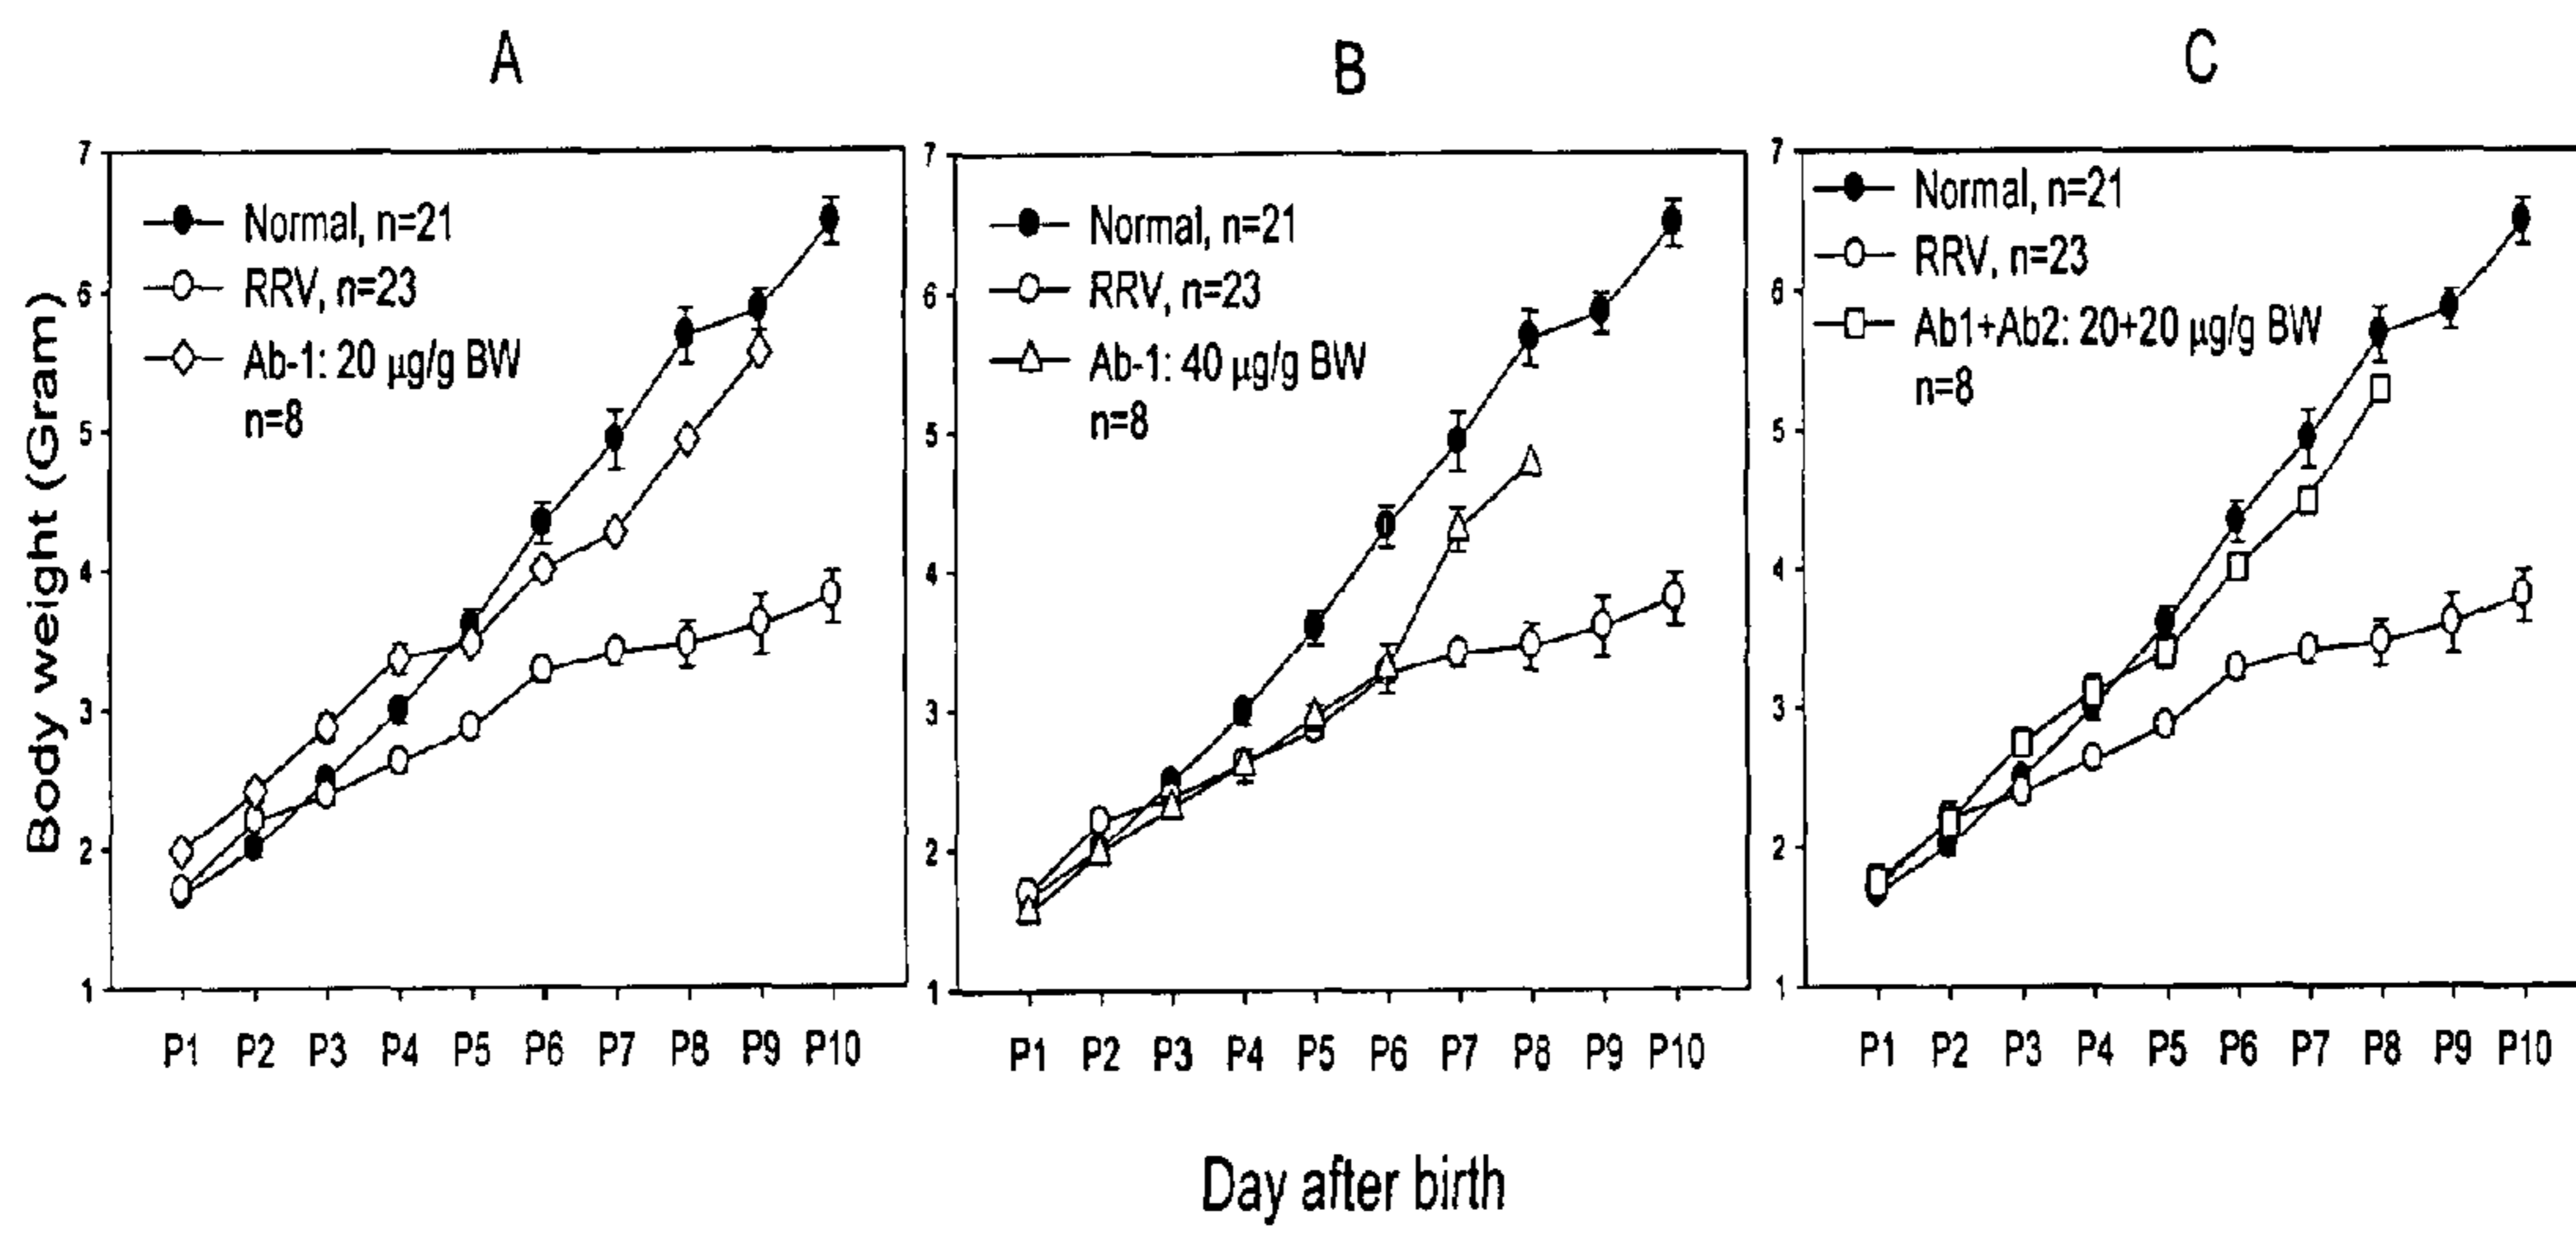 A
B
C
Body weight (Gram)
7
6
5
4
3
2
1
Normal, n=21
RRV, n=23
Ab-1: 20 µg/g BW
n=8
P1 P2 P3 P4 P5 P6 P7 P8 P9 P10
7
6
5
4
3
2
1
Normal, n=21
RRV, n=23
Ab-1: 40 µg/g BW
n=8
P1 P2 P3 P4 P5 P6 P7 P8 P9 P10
7
6
5
4
3
2
1
Normal, n=21
RRV, n=23
Ab1+Ab2: 20+20 µg/g BW
n=8
P1 P2 P3 P4 P5 P6 P7 P8 P9 P10
Day after birth